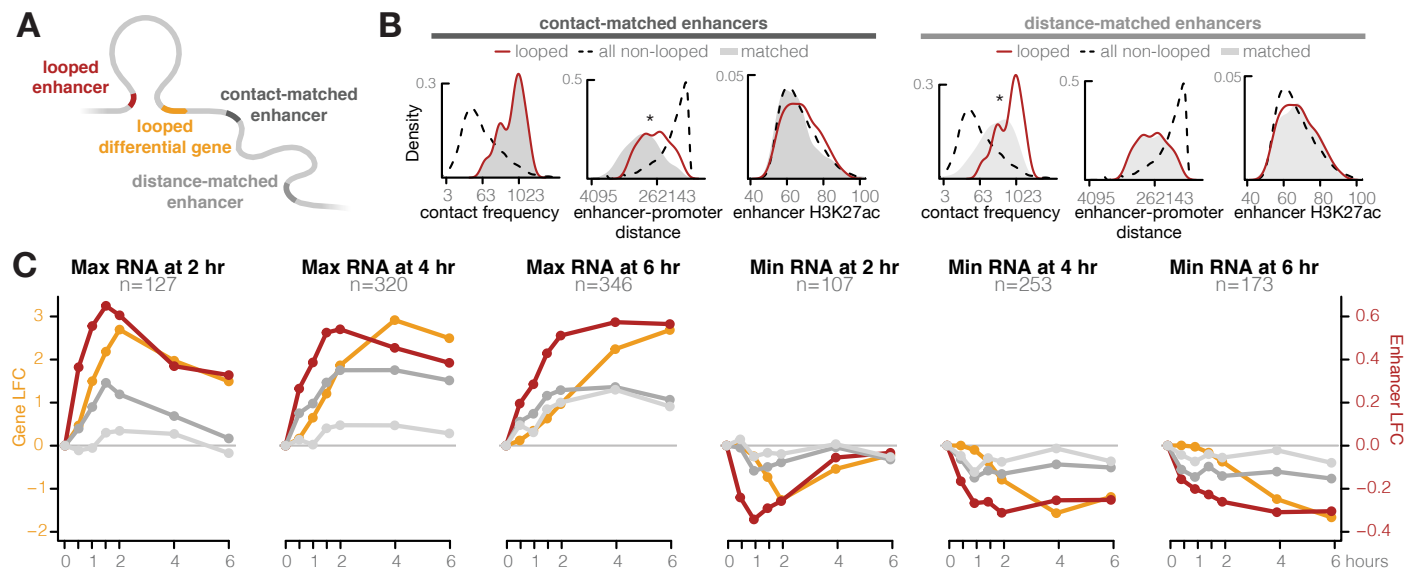 A
looped
enhancer
looped
differential gene
contact-matched
enhancer
distance-matched
enhancer
B
contact-matched enhancers
looped all non-looped matched
Density
0.3
3 63 1023
contact frequency
0.5
*
4095 262143
enhancer-promoter
distance
0.05
40 60 80 100
enhancer H3K27ac
distance-matched enhancers
looped all non-looped matched
0.3
*
3 63 1023
contact frequency
0.5
4095 262143
enhancer-promoter
distance
0.05
40 60 80 100
enhancer H3K27ac
C
Max RNA at 2 hr
n=127
Max RNA at 4 hr
n=320
Max RNA at 6 hr
n=346
Min RNA at 2 hr
n=107
Min RNA at 4 hr
n=253
Min RNA at 6 hr
n=173
Gene LFC
3
2
1
0
−1
−2
0.6
0.4
0.2
0.0
−0.2
−0.4
Enhancer LFC
0 1 2 4 6
0 1 2 4 6
0 1 2 4 6
0 1 2 4 6
0 1 2 4 6
0 1 2 4 6 hours